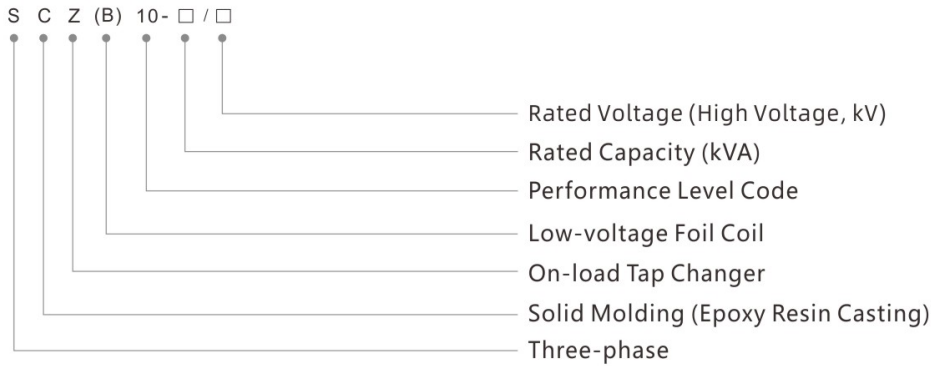 S C Z (B) 10-□/□
Rated Voltage (High Voltage, kV)
Rated Capacity (kVA)
Performance Level Code
Low-voltage Foil Coil
On-load Tap Changer
Solid Molding (Epoxy Resin Casting)
Three-phase